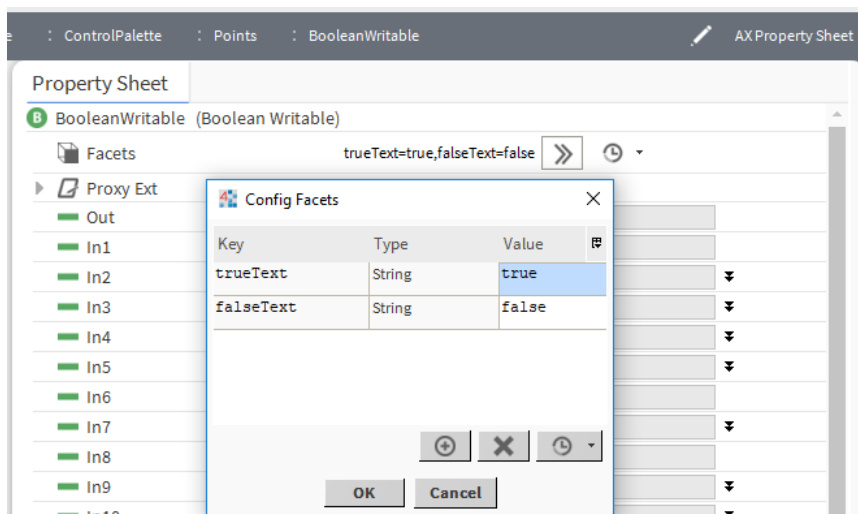 e : ControlPalette : Points : BooleanWritable AX Property Sheet
Property Sheet
B BooleanWritable (Boolean Writable)
Facets trueText=true,falseText=false
Proxy Ext
Config Facets
Out
In1
Key Type Value
In2
trueText String true
In3
falseText String false
In4
In5
In6
In7
In8
In9
OK Cancel
In10